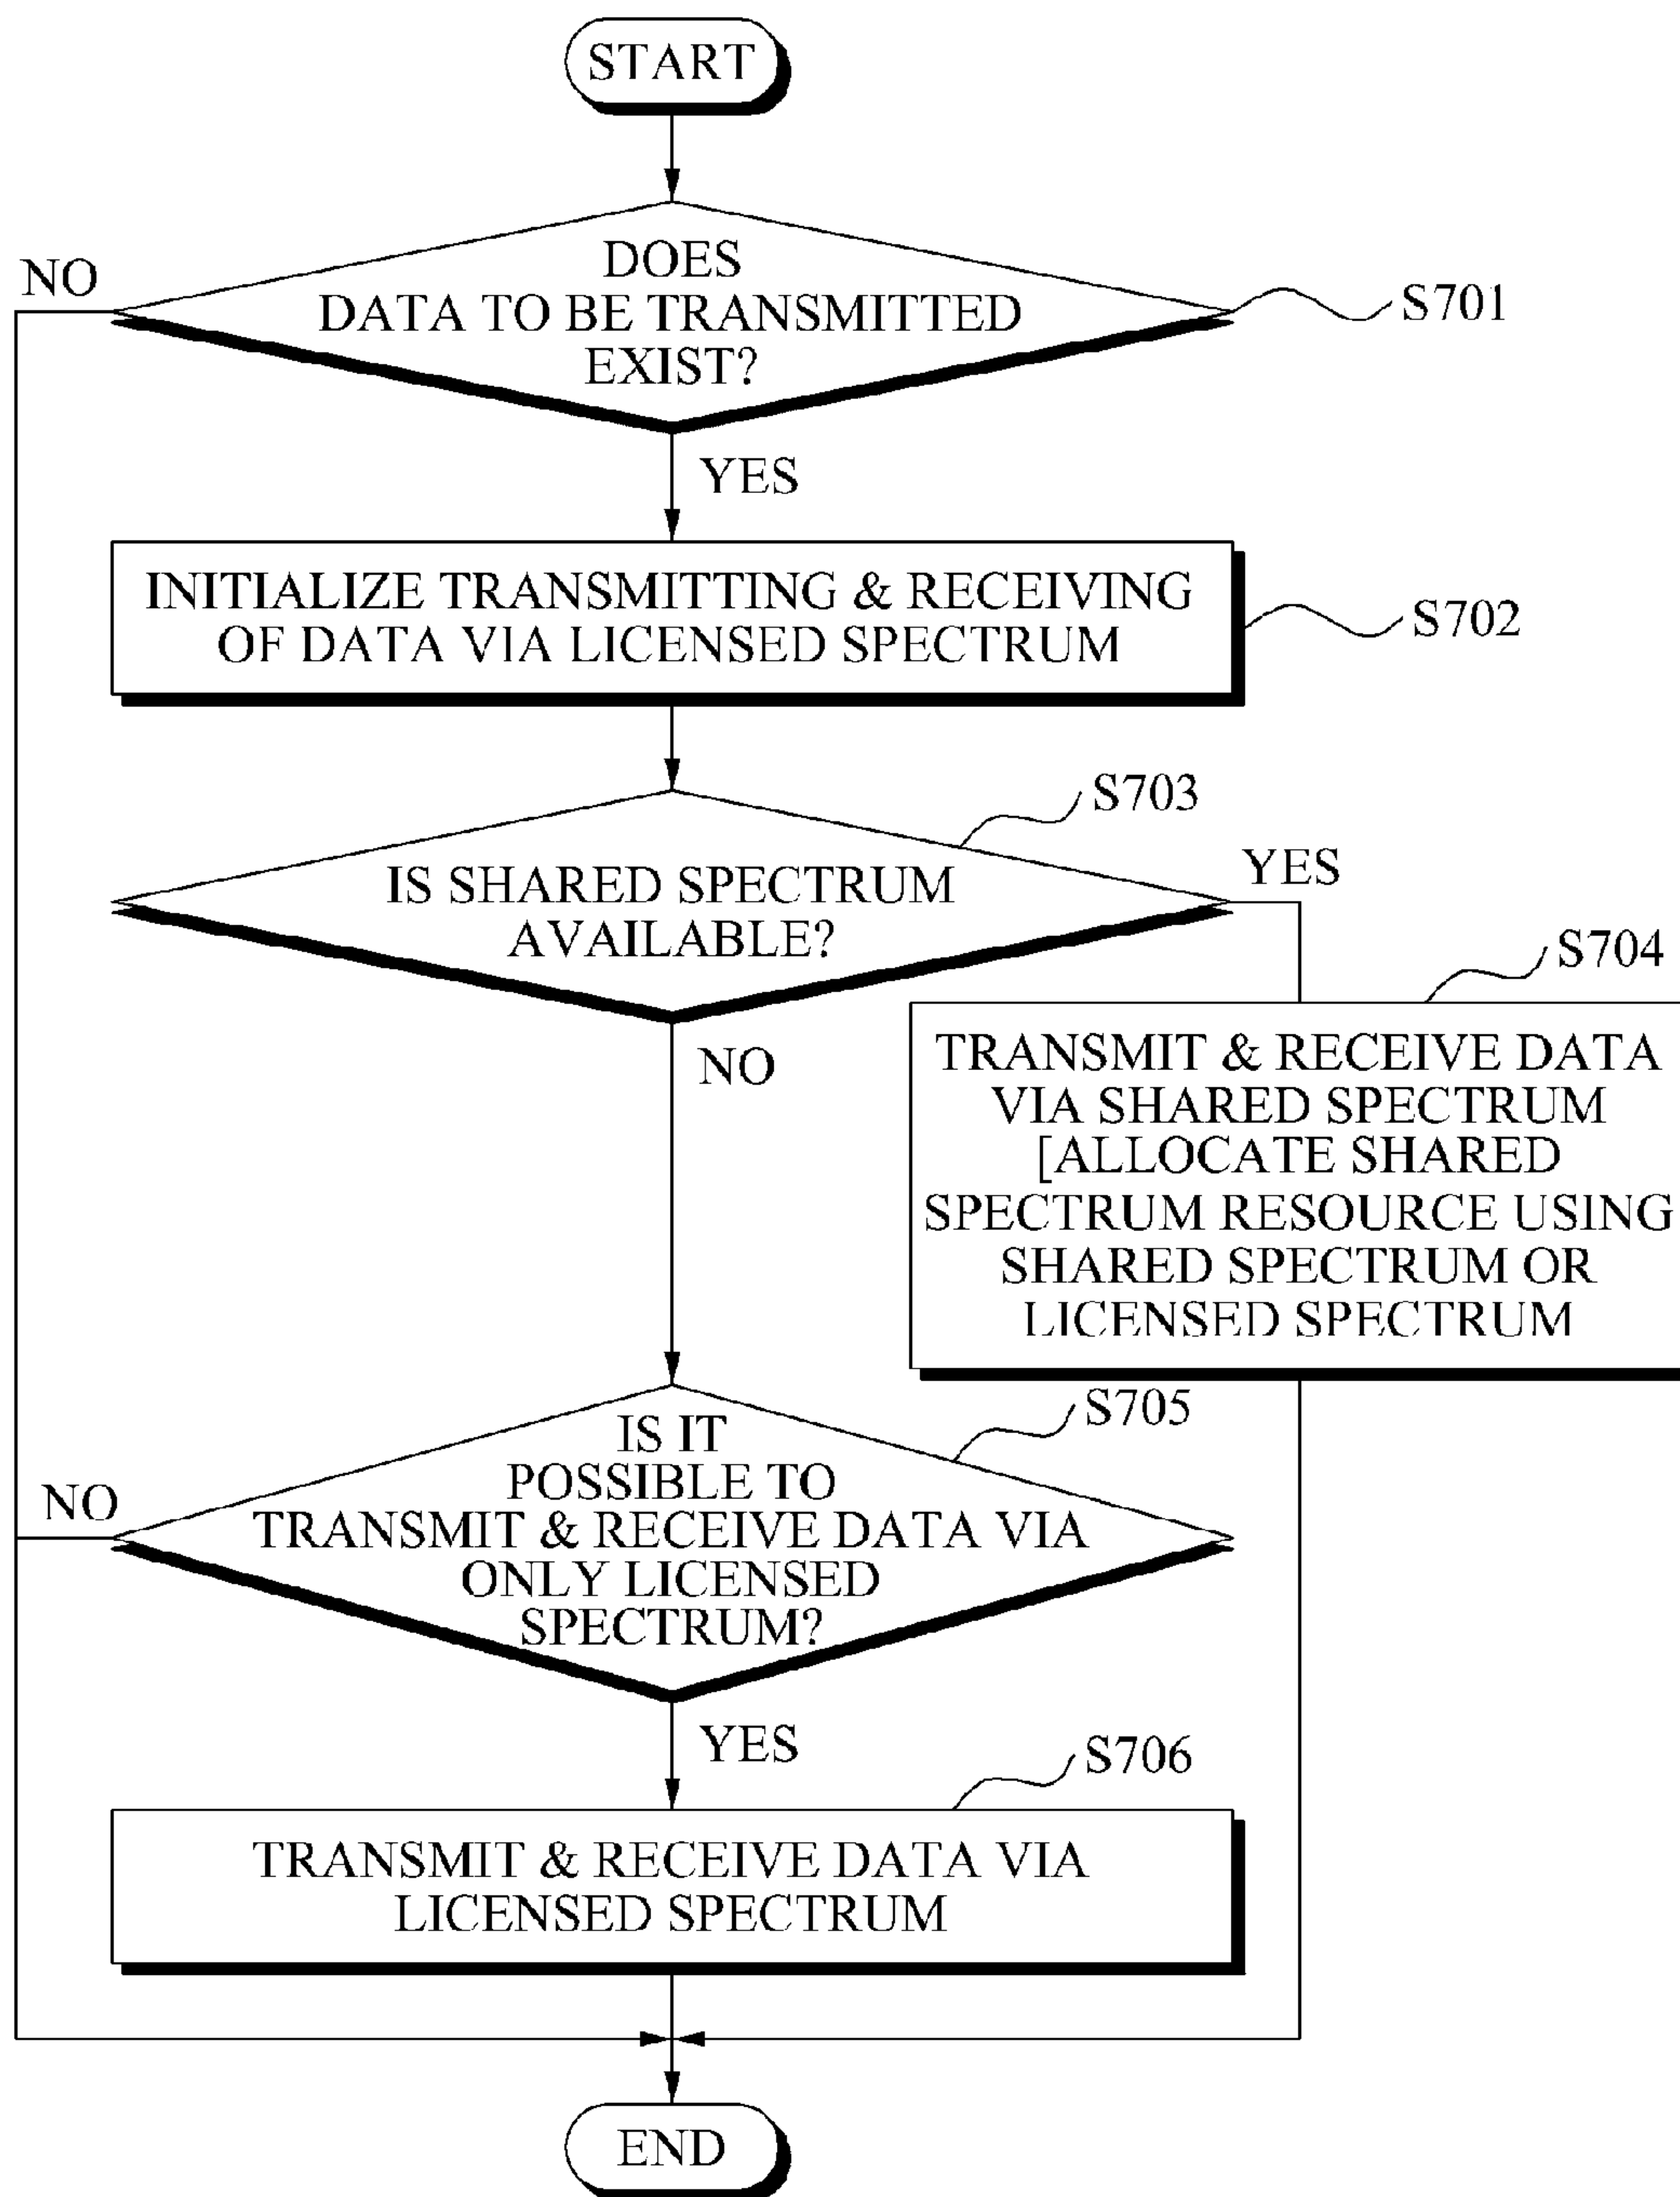 START
NO
DOES
DATA TO BE TRANSMITTED
EXIST?
S701
YES
INITIALIZE TRANSMITTING & RECEIVING
OF DATA VIA LICENSED SPECTRUM
S702
S703
IS SHARED SPECTRUM
AVAILABLE?
YES
NO
S704
TRANSMIT & RECEIVE DATA
VIA SHARED SPECTRUM
[ALLOCATE SHARED
SPECTRUM RESOURCE USING
SHARED SPECTRUM OR
LICENSED SPECTRUM
S705
NO
IS IT
POSSIBLE TO
TRANSMIT & RECEIVE DATA VIA
ONLY LICENSED
SPECTRUM?
YES
S706
TRANSMIT & RECEIVE DATA VIA
LICENSED SPECTRUM
END